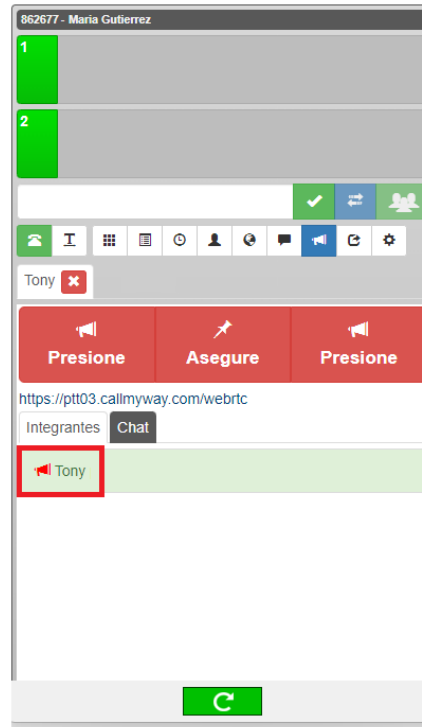 862677 - Maria Gutierrez
1
2
T
Tony
Presione Asegure Presione
https://ptt03.callmyway.com/webrtc
Integrantes Chat
Tony